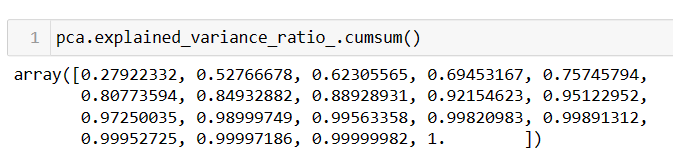 1 pca.explained_variance_ratio_.cumsum()
array([0.27922332, 0.52766678, 0.62305565, 0.69453167, 0.75745794,
0.80773594, 0.84932882, 0.88928931, 0.92154623, 0.95122952,
0.97250035, 0.98999749, 0.99563358, 0.99820983, 0.99891312,
0.99952725, 0.99997186, 0.99999982, 1. ])